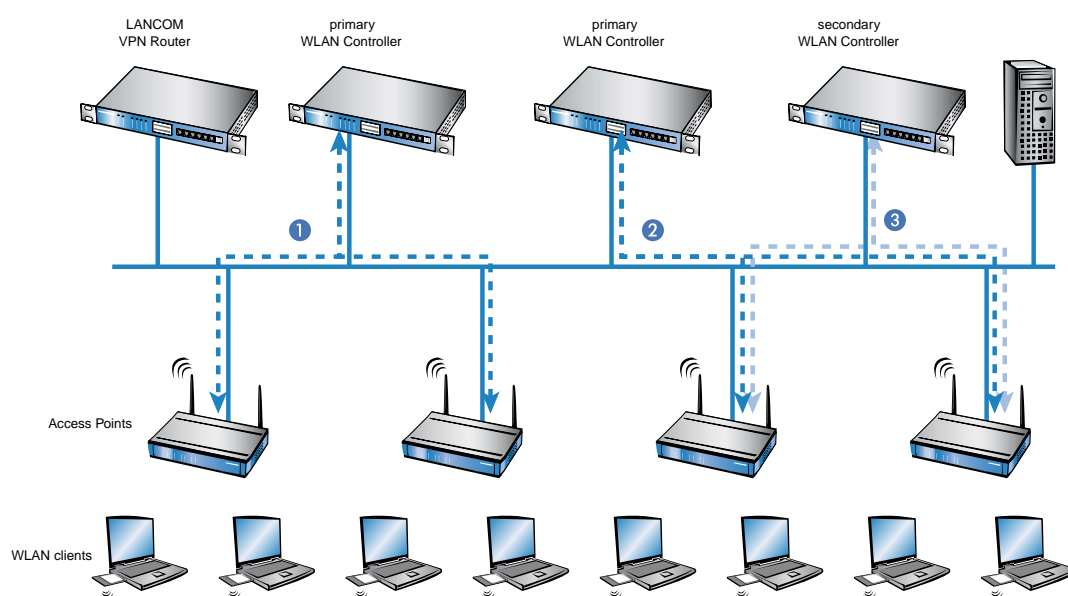 LANCOM
VPN Router
primary
WLAN Controller
primary
WLAN Controller
secondary
WLAN Controller
1
2
3
Access Points
WLAN clients